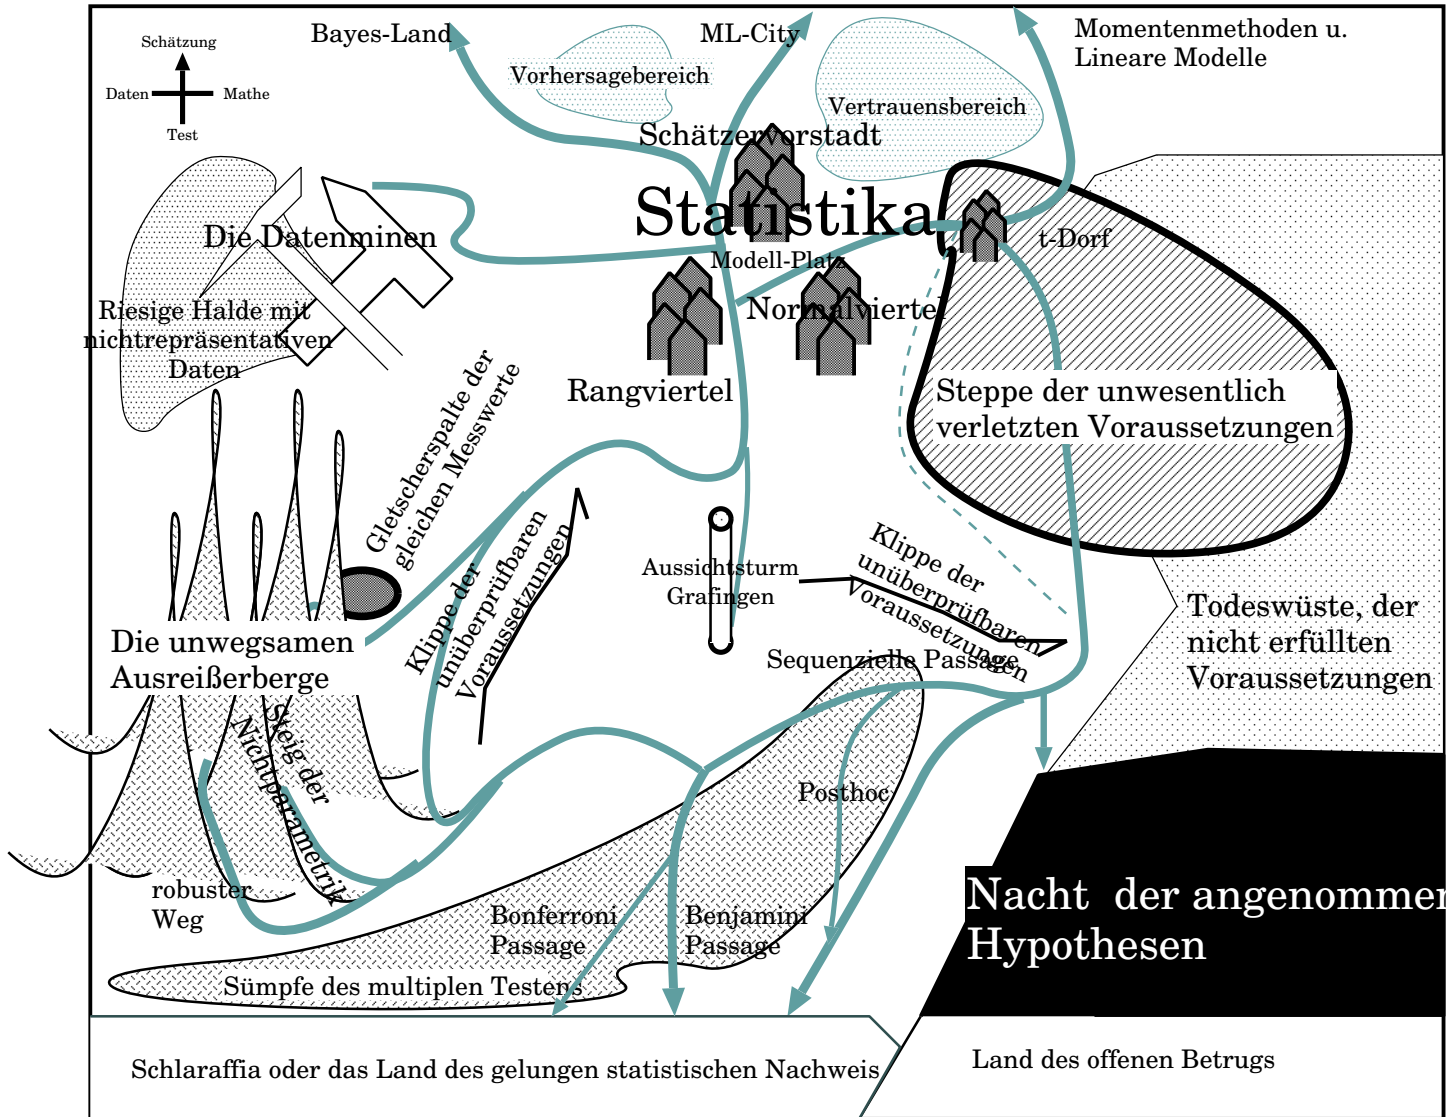 Bayes-Land
ML-City
Momentenmethoden u.
Lineare Modelle
Schätzung
Daten
Mathe
Test
Vorhersagebereich
Vertrauensbereich
Schätzervorstadt
Statistika
t-Dorf
Die Datenminen
Modell-Platz
Normalviertel
Riesige Halde mit
nichtrepräsentativen
Daten
Rangviertel
Steppe der unwesentlich
verletzten Voraussetzungen
Gletscherspalte der
gleichen Messwerte
Klippe der
unüberprüfbaren
Voraussetzungen
Aussichtsturm
Grafingen
Klippe der
unüberprüfbaren
Voraussetzungen
Todeswüste, der
nicht erfüllten
Voraussetzungen
Die unwegsamen
Ausreißerberge
Sequenzielle Passage
Steig der
Nichtparametrik
Posthoc
robuster
Weg
Bonferroni
Passage
Benjamini
Passage
Nacht der angenommen
Hypothesen
Sümpfe des multiplen Testens
Schlaraffia oder das Land des gelungen statistischen Nachweis
Land des offenen Betrugs